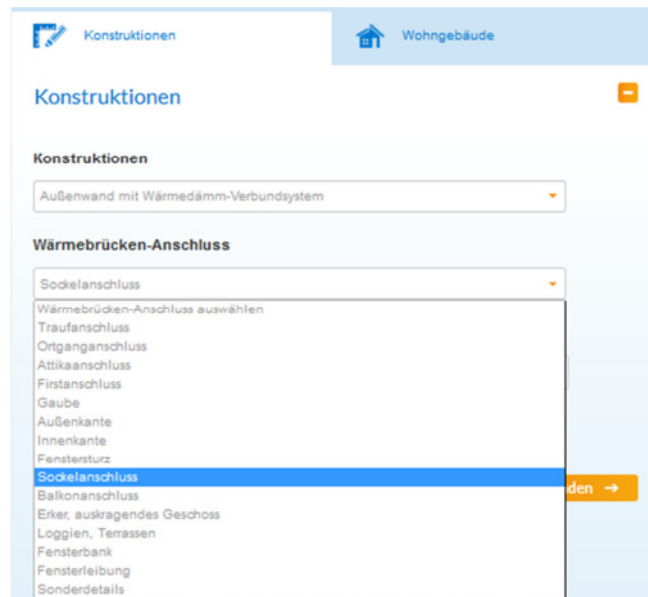 Konstruktionen
Wohngebäude
Konstruktionen
Konstruktionen
Außenwand mit Wärmedämm-Verbundsystem
Wärmebrücken-Anschluss
Sockelanschluss
Wärmebrücken-Anschluss auswählen
Traufanschluss
Ortganganschluss
Attikaanschluss
Firstanschluss
Gaube
Außenkante
Innenkante
Fenstersturz
Sockelanschluss
den →
Balkonanschluss
Erker, auskragendes Geschoss
Loggien, Terrassen
Fensterbank
Fensterleibung
Sonderdetails